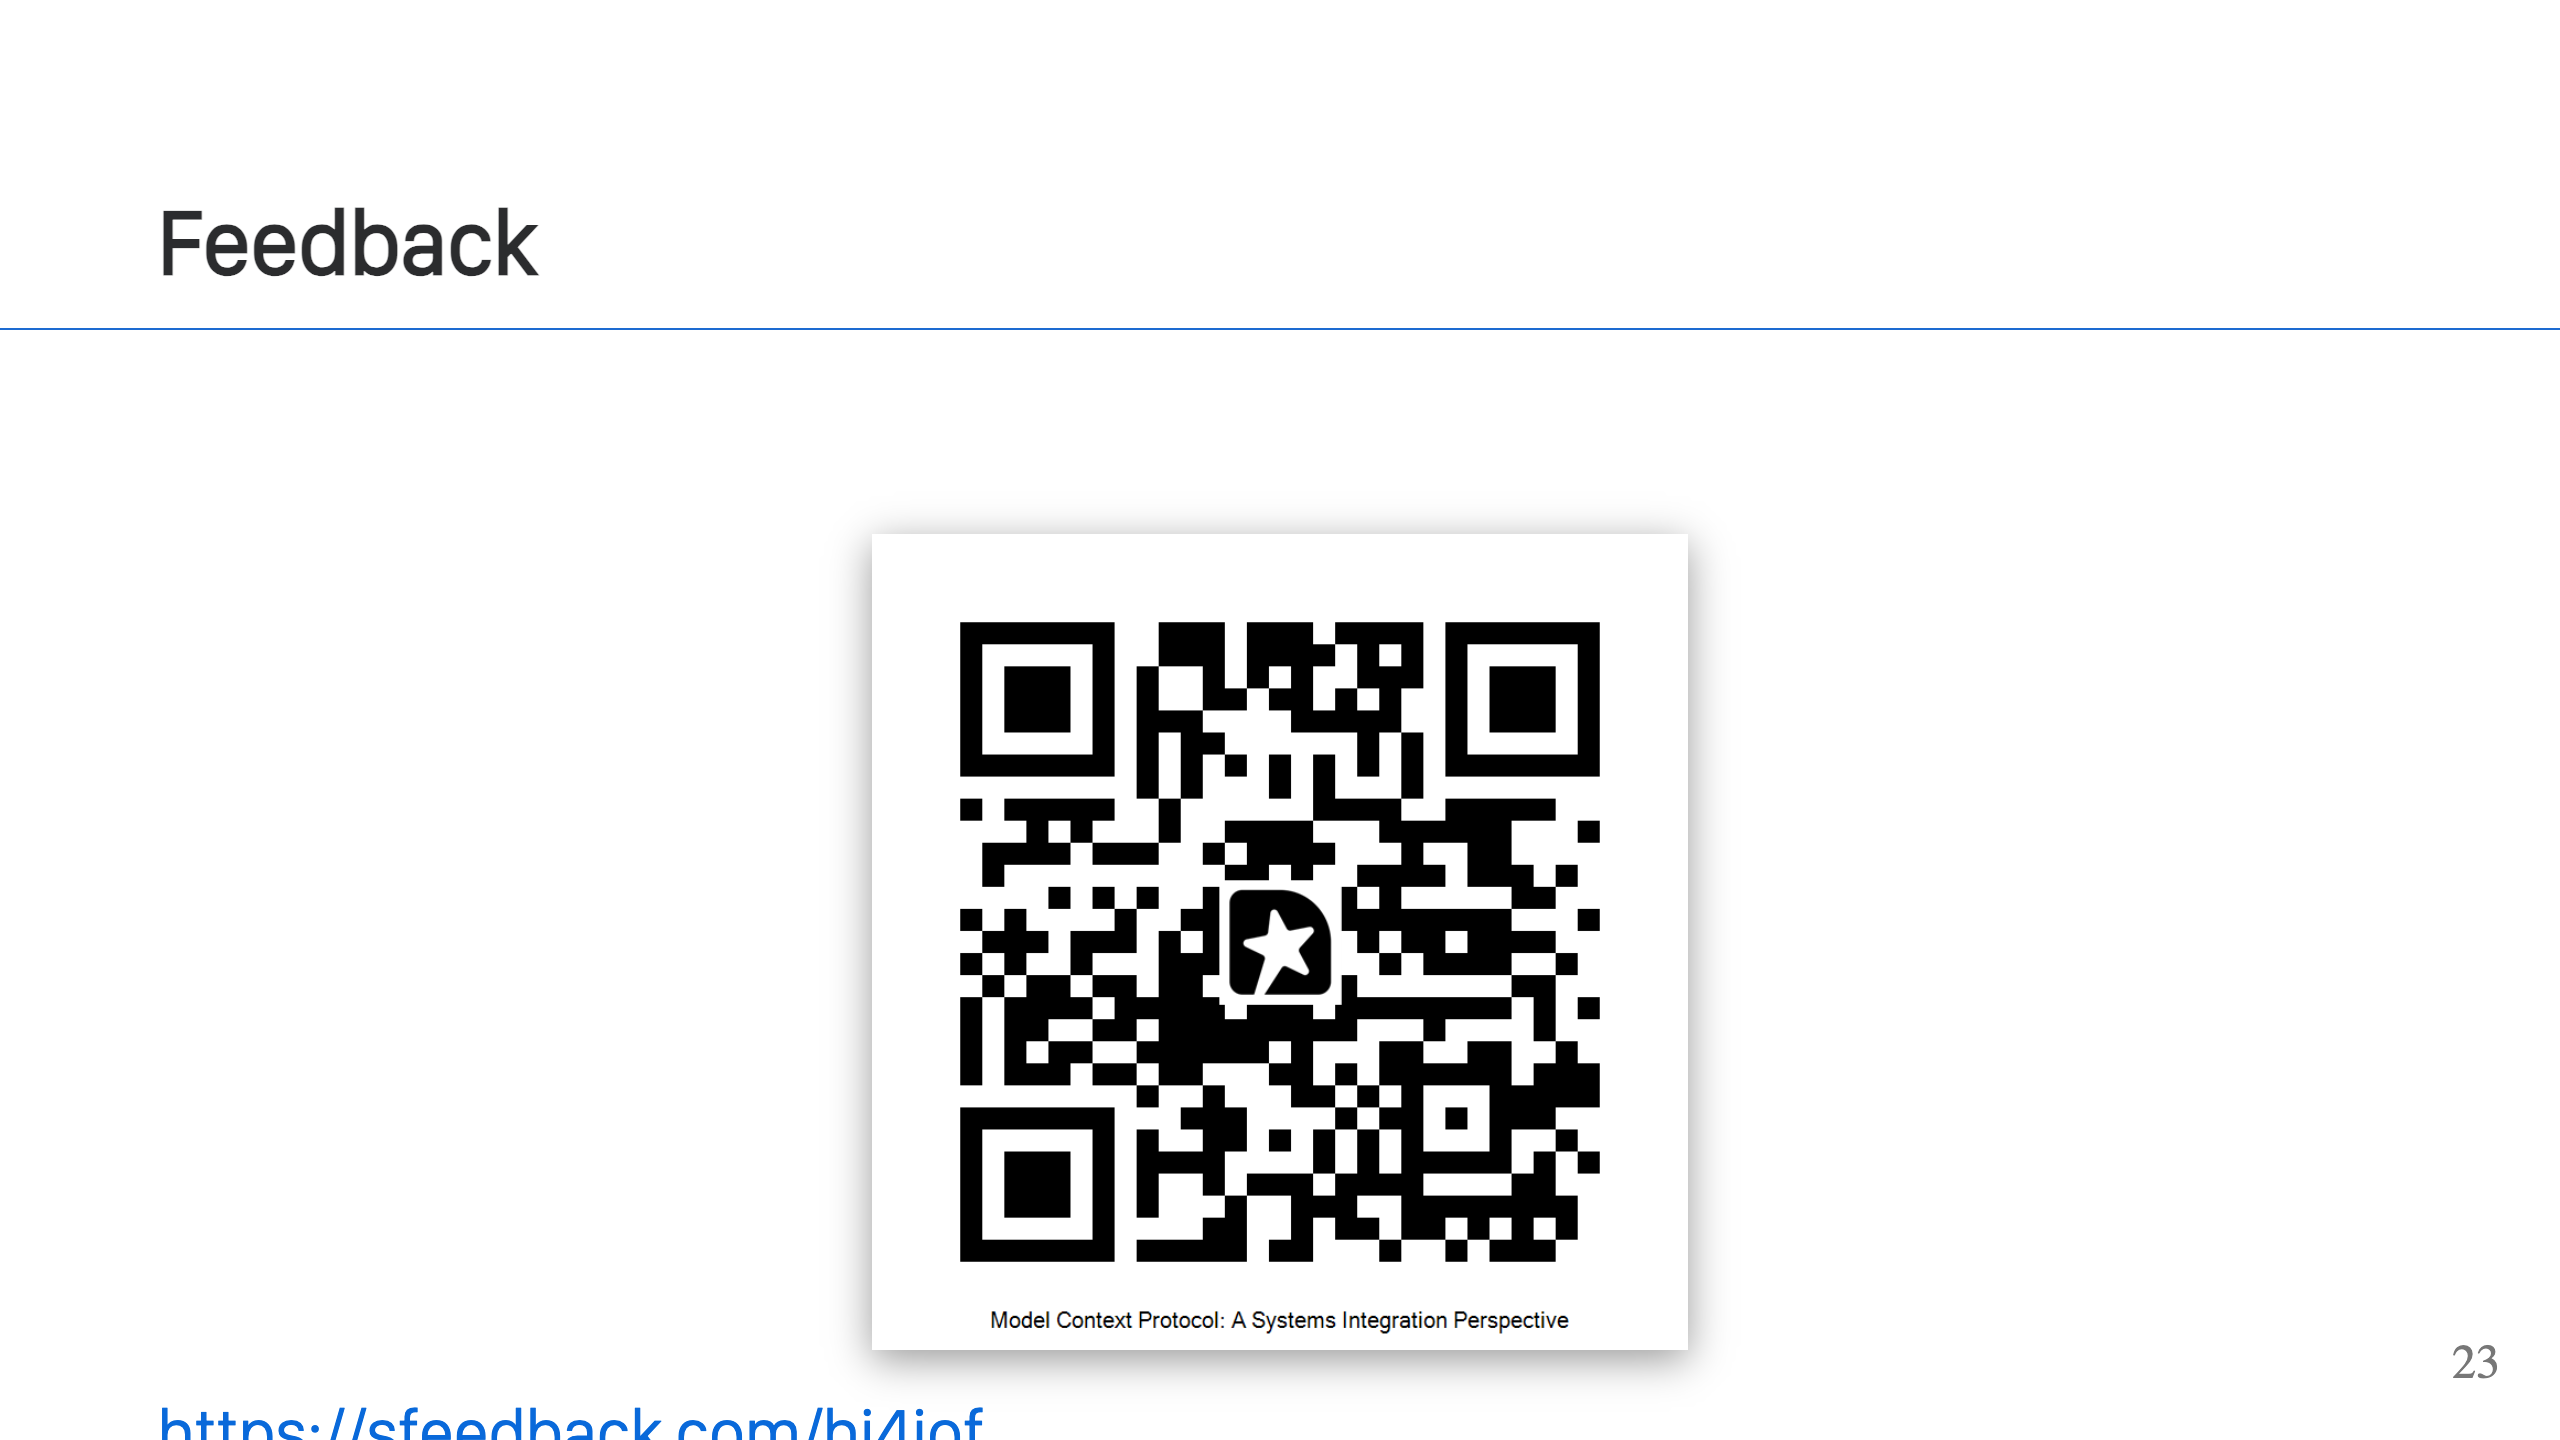 Feedback
Model Context Protocol: A Systems Integration Perspective
23